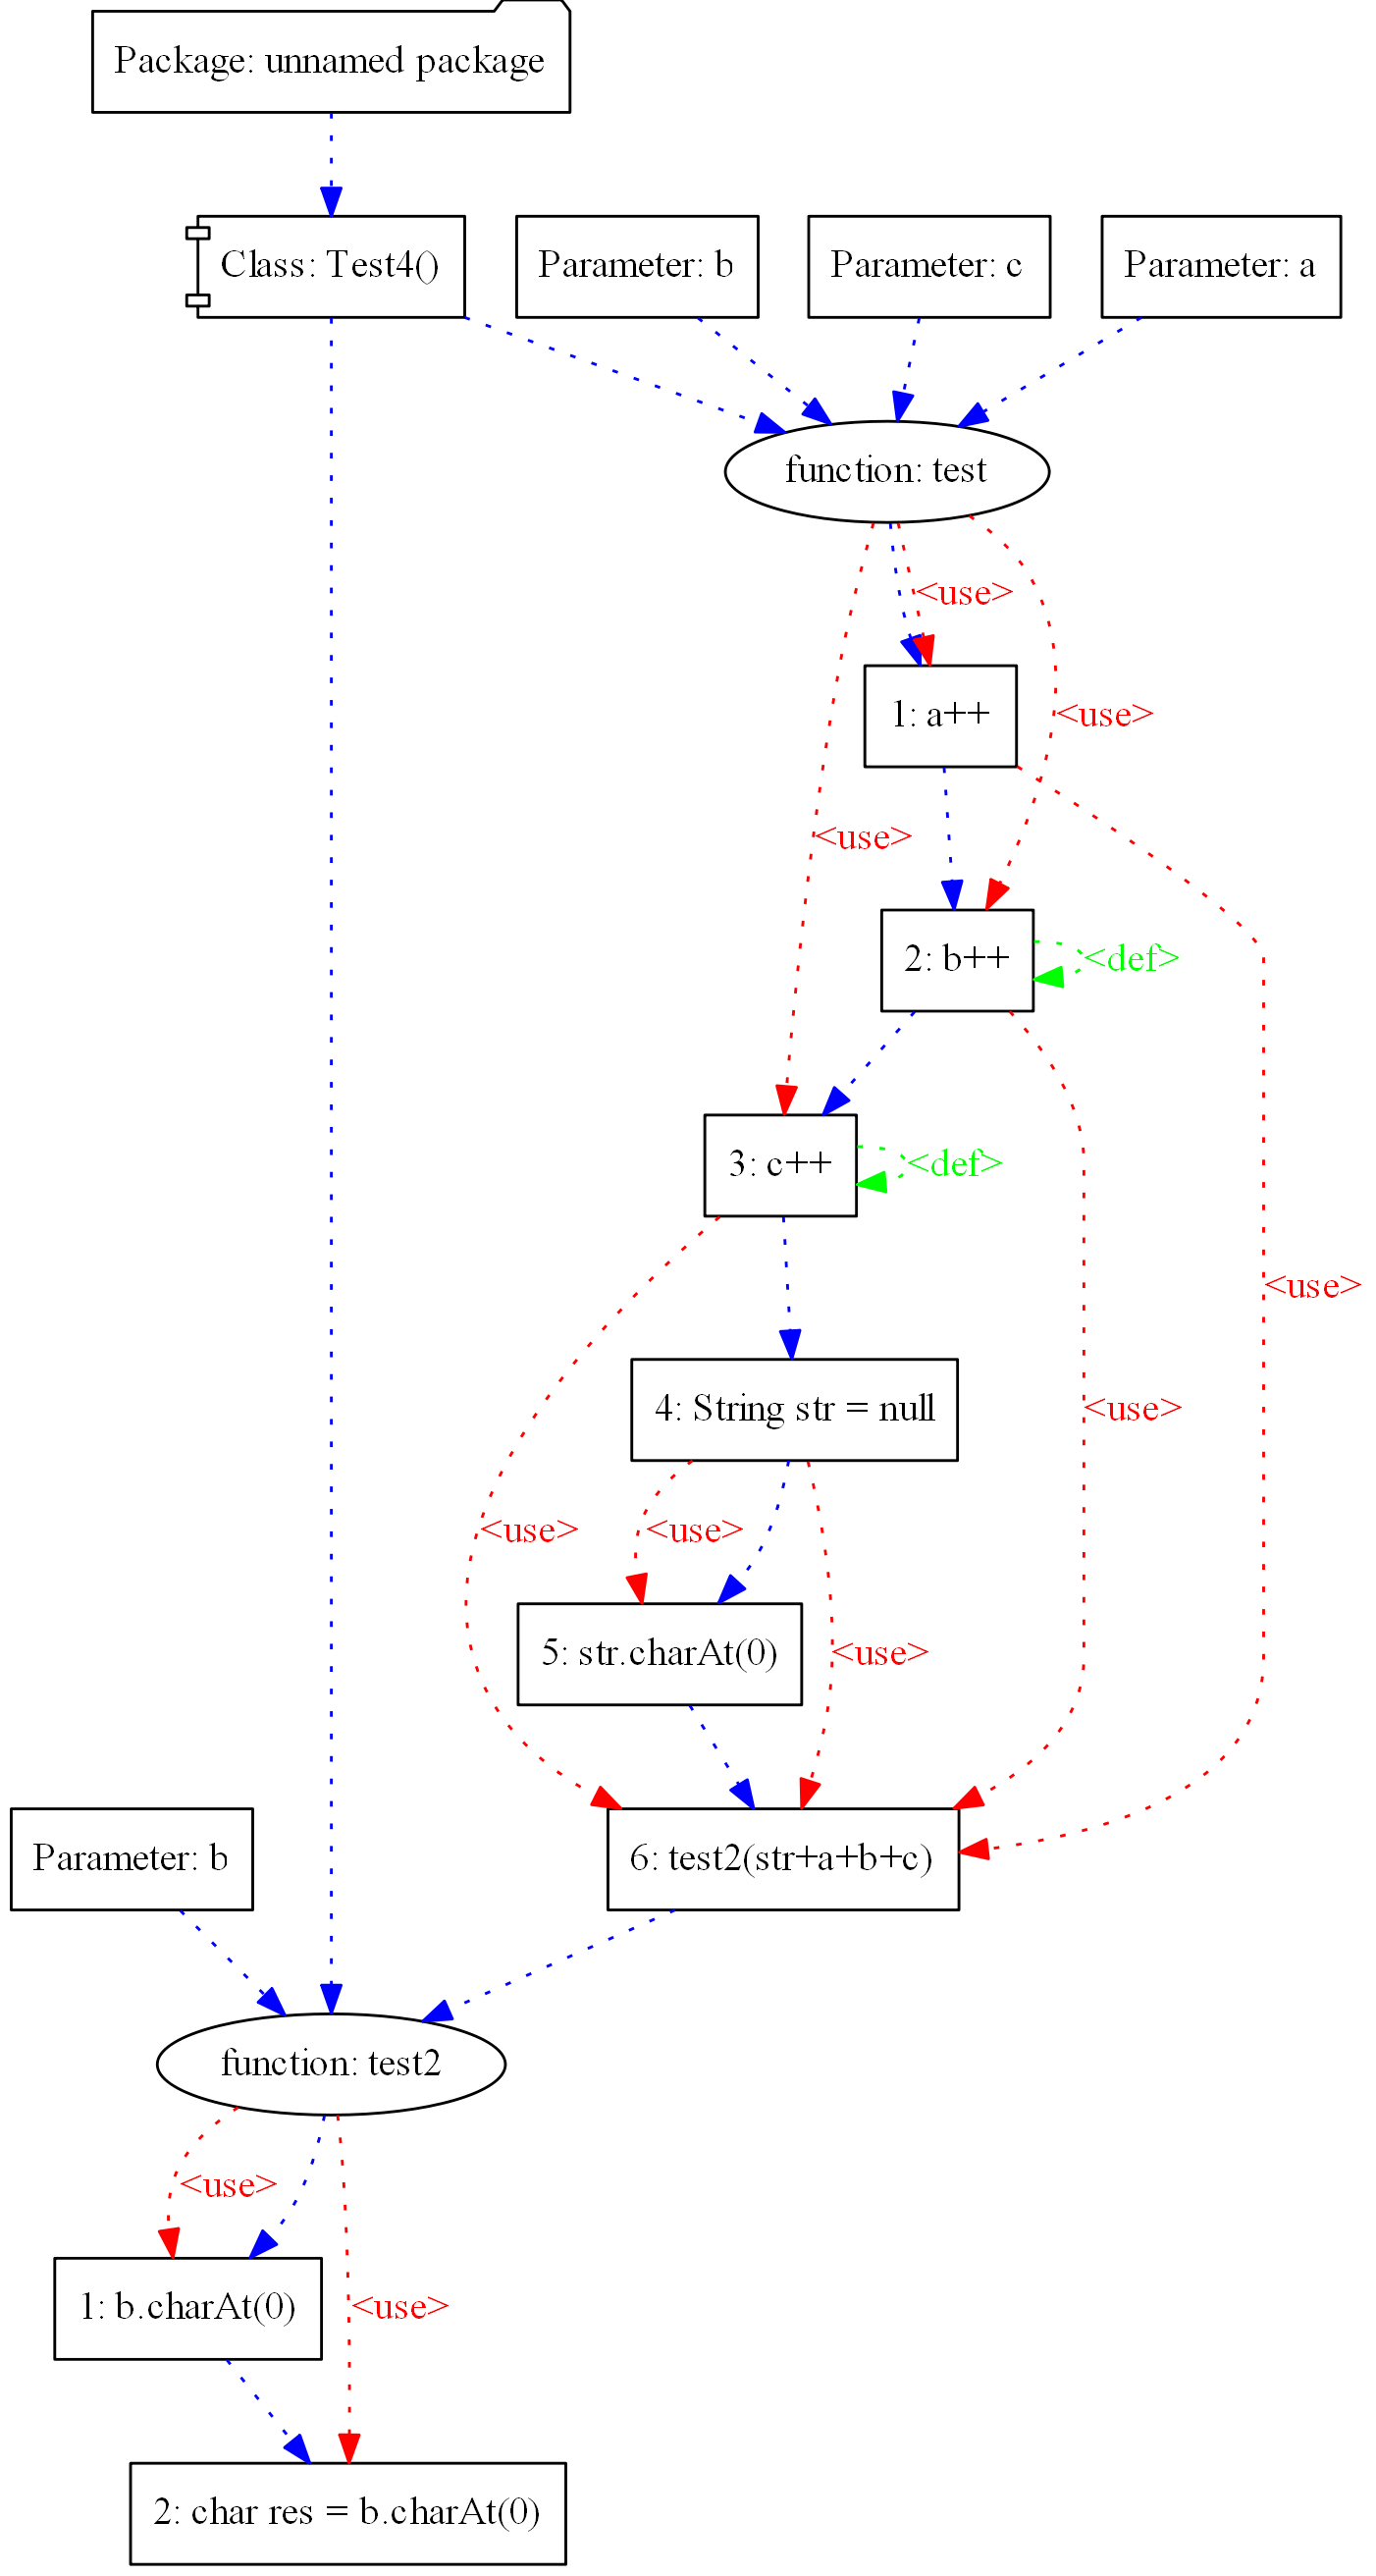 Package: unnamed package
Class: Test4()
Parameter: b
Parameter: c
Parameter: a
function: test
<use>
1: a++
<use>
<use>
2: b++
<def>
3: c++
<def>
<use>
4: String str = null
<use>
<use>
<use>
5: str.charAt(0)
<use>
Parameter: b
6: test2(str+a+b+c)
function: test2
<use>
1: b.charAt(0)
<use>
2: char res = b.charAt(0)